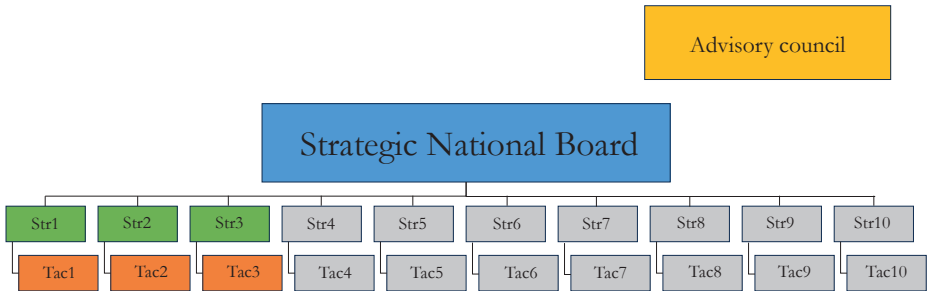 Advisory council
Strategic National Board
Str1 Str2 Str3 Str4 Str5 Str6 Str7 Str8 Str9 Str10
Tac1 Tac2 Tac3 Tac4 Tac5 Tac6 Tac7 Tac8 Tac9 Tac10